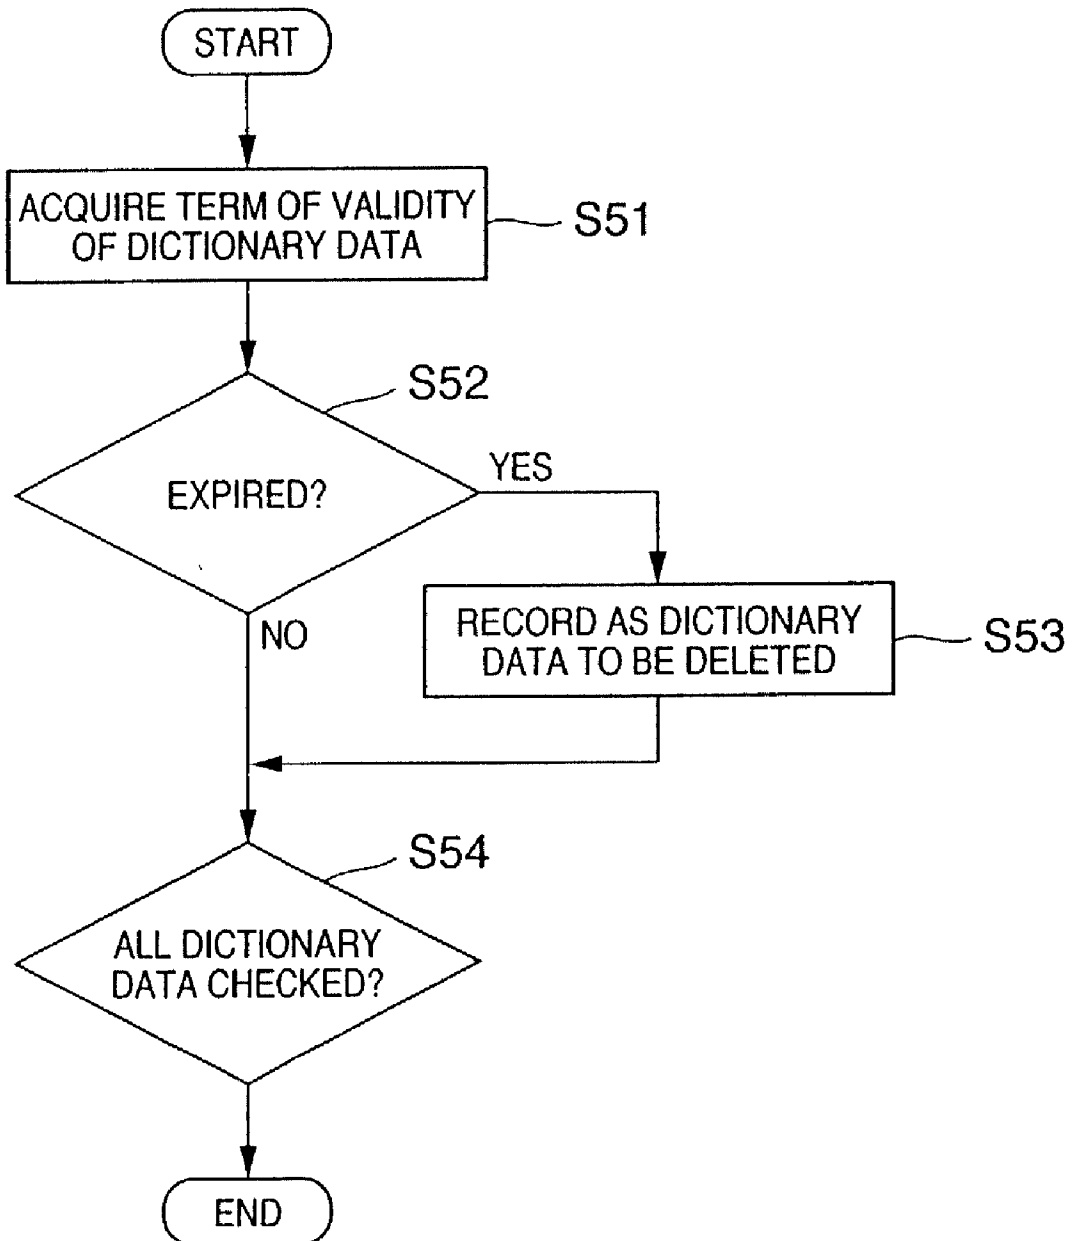 START
ACQUIRE TERM OF VALIDITY
OF DICTIONARY DATA
S51
S52
EXPIRED?
YES
NO
RECORD AS DICTIONARY
DATA TO BE DELETED
S53
S54
ALL DICTIONARY
DATA CHECKED?
END